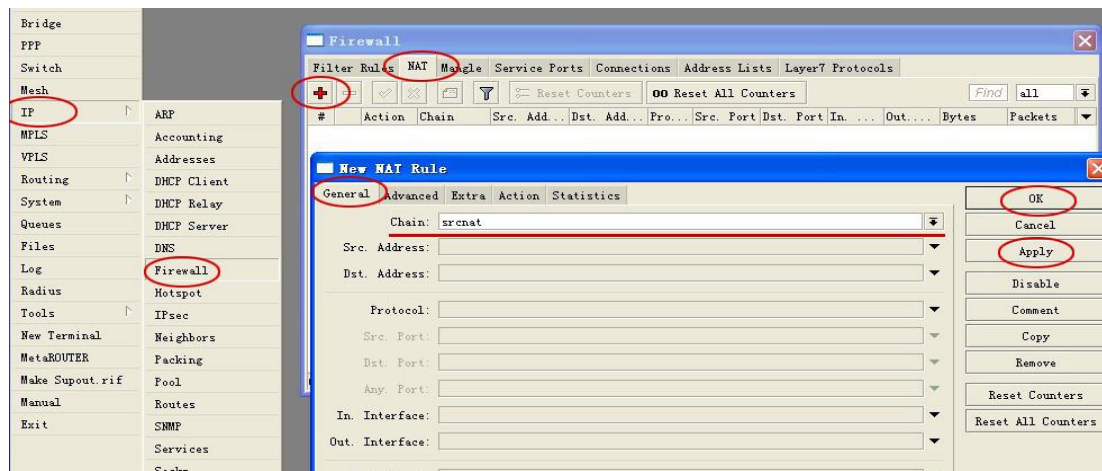 Bridge
PPP
Switch
Mesh
IP
MPLS
VPLS
Routing
System
Queues
Files
Log
Radius
Tools
New Terminal
MetaROUTER
Make Supout.rif
Manual
Exit
ARP
Accounting
Addresses
DHCP Client
DHCP Relay
DHCP Server
DNS
Firewall
Hotspot
IPsec
Neighbors
Packing
Pool
Routes
SNMP
Services
Firewall
Filter Rules NAT Mangle Service Ports Connections Address Lists Layer7 Protocols
Reset Counters 00 Reset All Counters Find all
# Action Chain Src. Add... Dst. Add... Pro... Src. Port Dst. Port In. ... Out.... Bytes Packets
New NAT Rule
General Advanced Extra Action Statistics
Chain: srcnat
Src. Address:
Dst. Address:
Protocol:
Src. Port:
Dst. Port:
Any. Port:
In. Interface:
Out. Interface:
OK
Cancel
Apply
Disable
Comment
Copy
Remove
Reset Counters
Reset All Counters